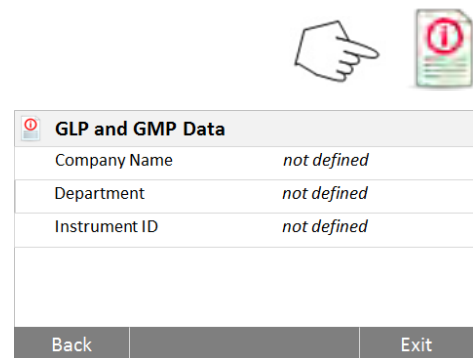 GLP and GMP Data
Company Name not defined
Department not defined
Instrument ID not defined
Back Exit